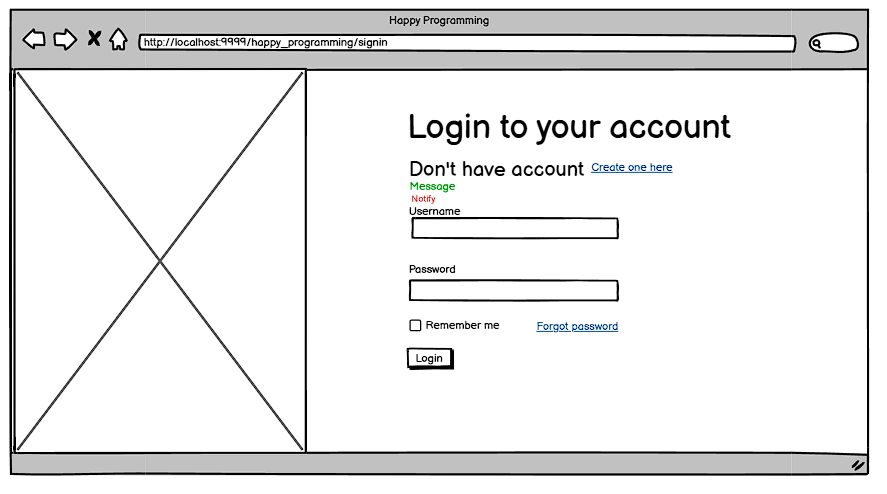 Happy Programming
http://localhost:9999/happy_programming/signin
Login to your account
Don't have account Create one here
Message
Notify
Username
Password
Remember me Forgot password
Login